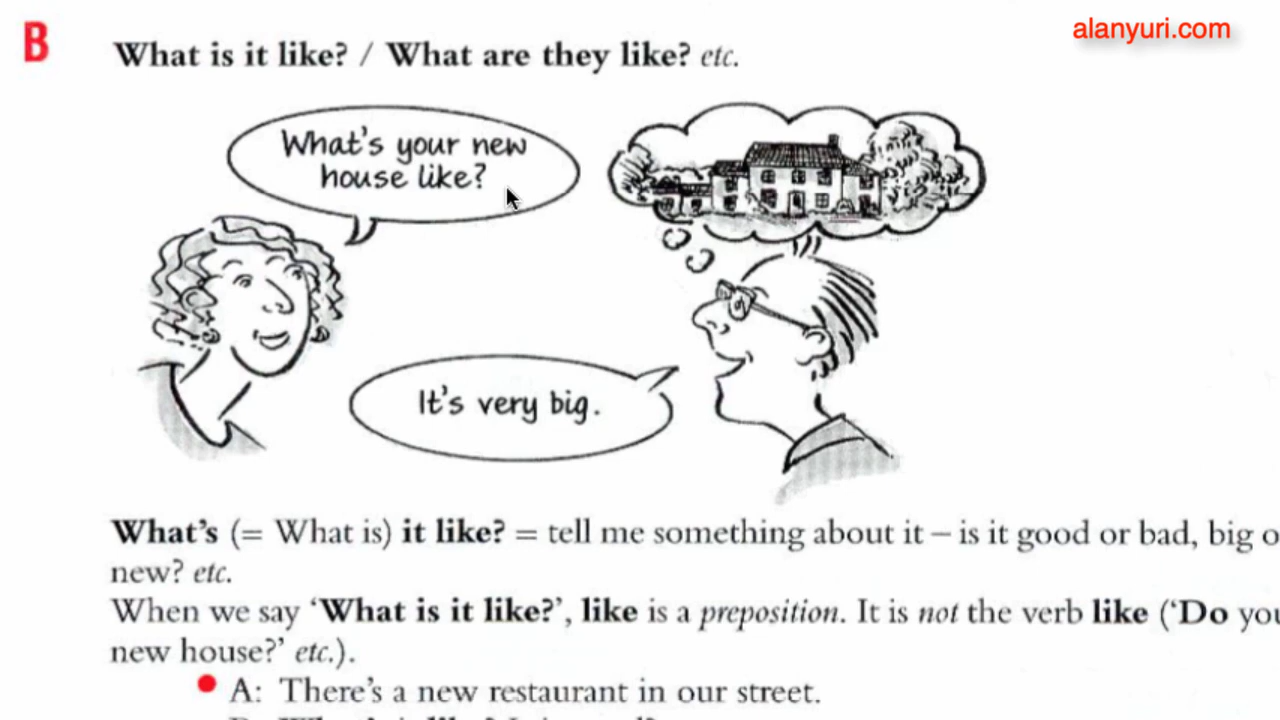 alanyuri.com
B
What is it like? / What are they like? etc.
What's your new
house like?
It's very big.
What's (= What is) it like? = tell me something about it – is it good or bad, big o
new? etc.
When we say ‘What is it like?’, like is a preposition. It is not the verb like (‘Do you
new house?’ etc.).
A: There's a new restaurant in our street.